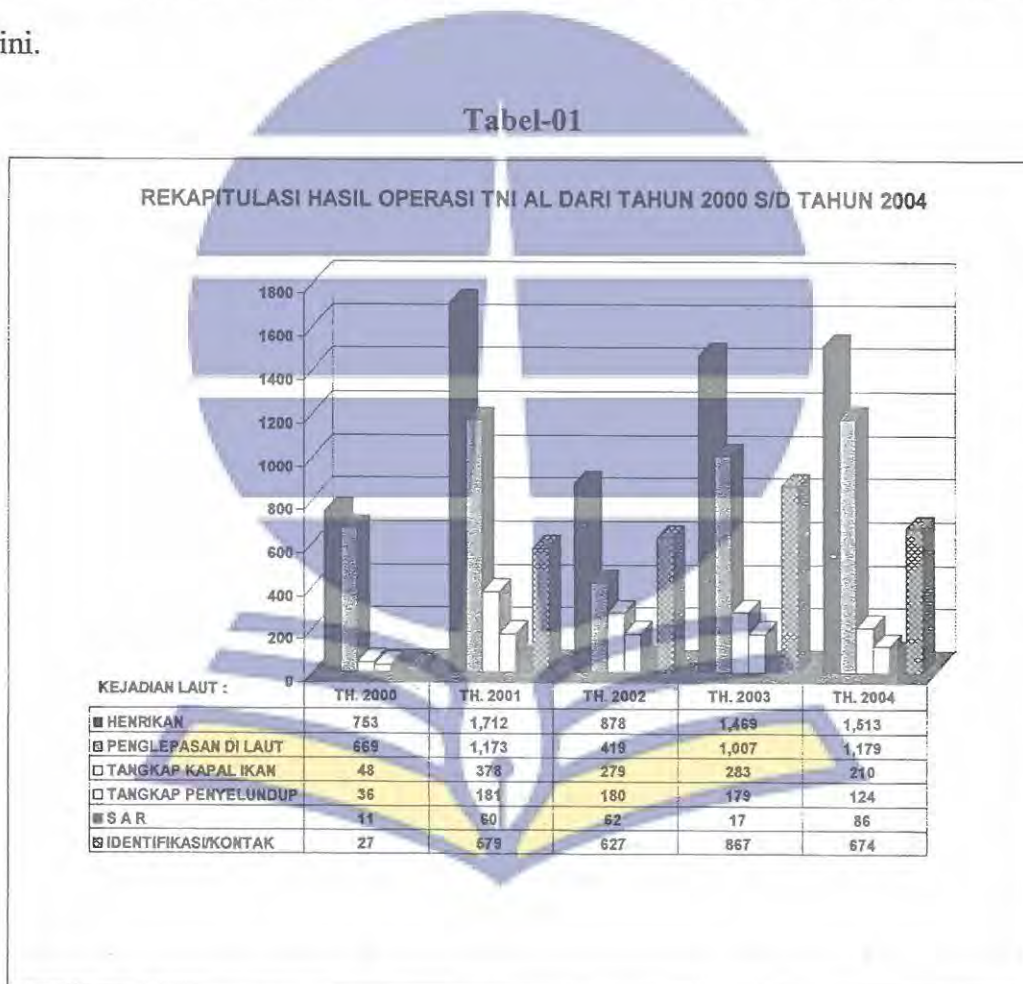 ini.
Tabel-01
REKAPITULASI HASIL OPERASI TNI AL DARI TAHUN 2000 S/D TAHUN 2004
1800
1600
1400
1200
1000
800
600
400
200
0
KEJADIAN LAUT : TH. 2000 TH. 2001 TH. 2002 TH. 2003 TH. 2004
HENRIKAN 753 1,712 878 1,469 1,513
PENGLEPASAN DI LAUT 669 1,173 419 1,007 1,179
TANGKAP KAPAL IKAN 48 378 279 283 210
TANGKAP PENYELUNDUP 36 181 180 179 124
S A R 11 60 62 17 86
IDENTIFIKASI/KONTAK 27 579 627 867 674